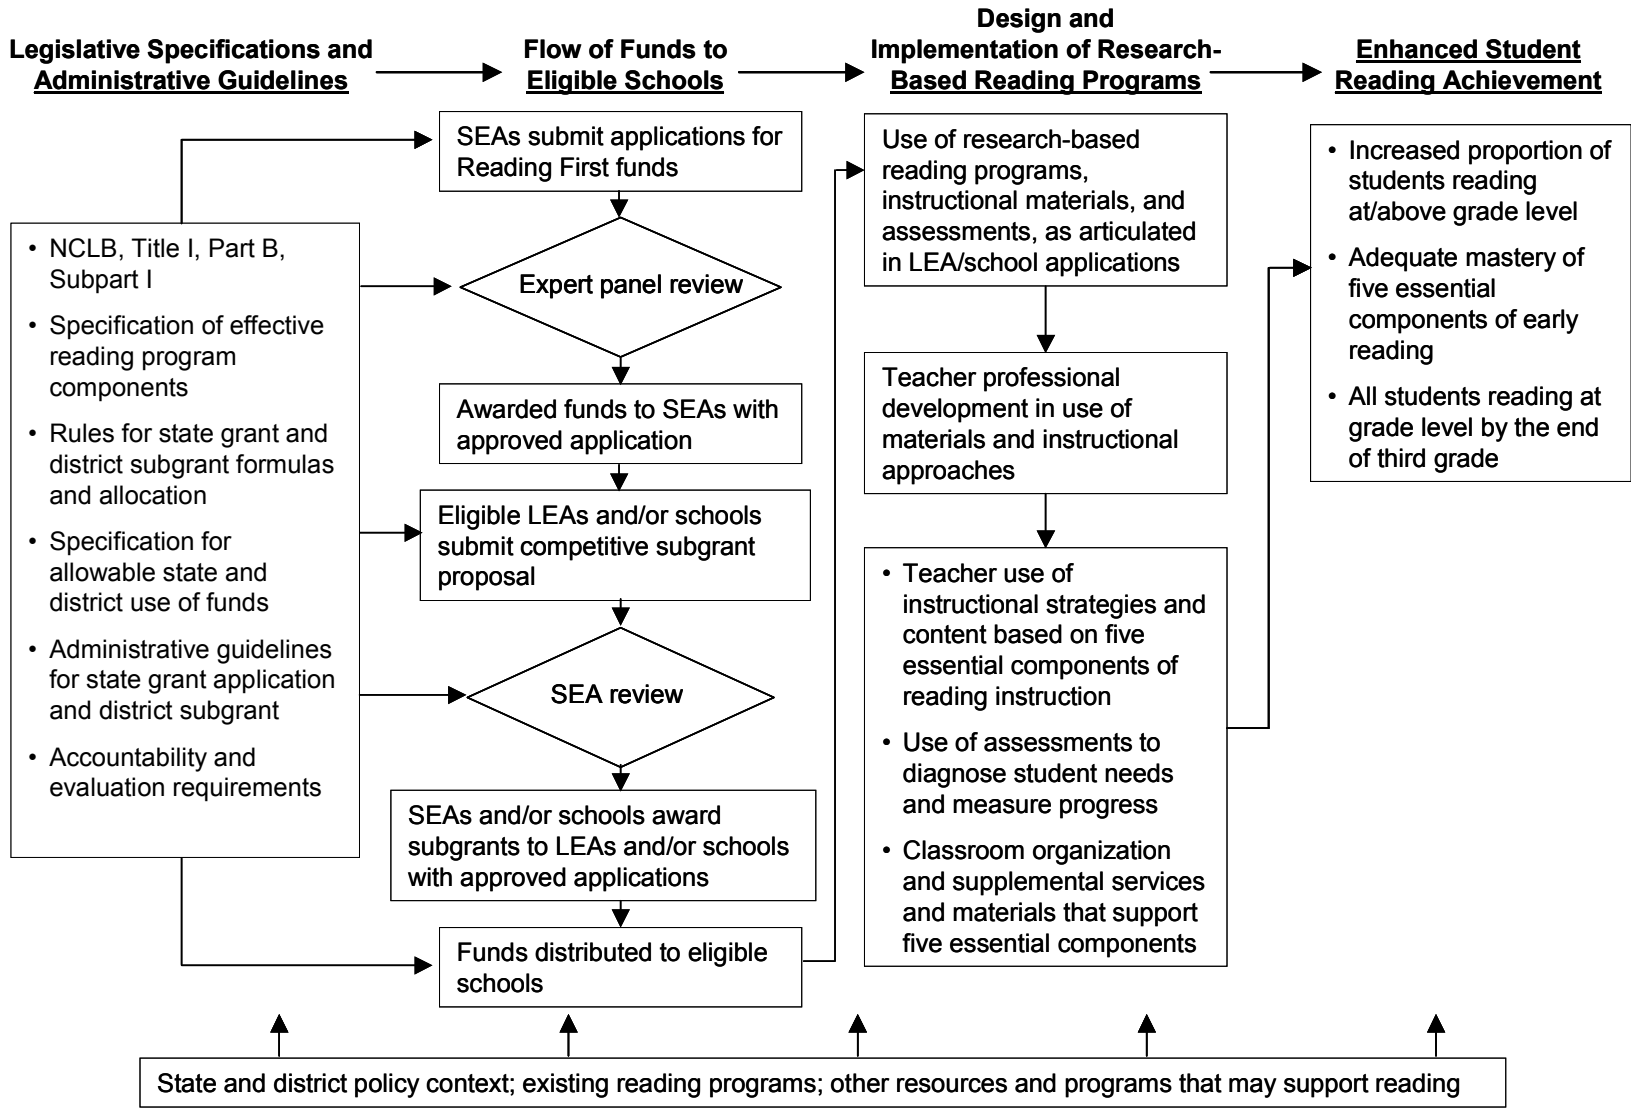 Legislative Specifications and
Administrative Guidelines
Flow of Funds to
Eligible Schools
Design and
Implementation of Research-
Based Reading Programs
Enhanced Student
Reading Achievement
• NCLB, Title I, Part B,
Subpart I
• Specification of effective
reading program
components
• Rules for state grant and
district subgrant formulas
and allocation
• Specification for
allowable state and
district use of funds
• Administrative guidelines
for state grant application
and district subgrant
• Accountability and
evaluation requirements
SEAs submit applications for
Reading First funds
Expert panel review
Awarded funds to SEAs with
approved application
Eligible LEAs and/or schools
submit competitive subgrant
proposal
SEA review
SEAs and/or schools award
subgrants to LEAs and/or schools
with approved applications
Funds distributed to eligible
schools
Use of research-based
reading programs,
instructional materials, and
assessments, as articulated
in LEA/school applications
Teacher professional
development in use of
materials and instructional
approaches
• Teacher use of
instructional strategies and
content based on five
essential components of
reading instruction
• Use of assessments to
diagnose student needs
and measure progress
• Classroom organization
and supplemental services
and materials that support
five essential components
• Increased proportion of
students reading
at/above grade level
• Adequate mastery of
five essential
components of early
reading
• All students reading at
grade level by the end
of third grade
State and district policy context; existing reading programs; other resources and programs that may support reading